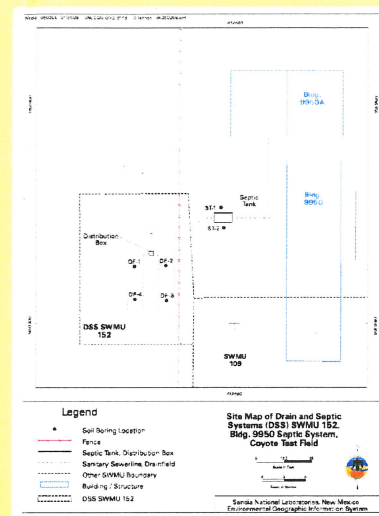 Bldg.
9950A
Septic
Tank
Bldg.
9950
ST-1
ST-2
Distribution
Box
DF-1
DF-2
DF-4
DF-3
DSS SWMU
152
SWMU
109
Legend
Soil Boring Location
Fence
Septic Tank, Distribution Box
Sanitary Sewerline, Drainfield
Other SWMU Boundary
Building / Structure
DSS SWMU 152
Site Map of Drain and Septic
Systems (DSS) SWMU 152,
Bldg. 9950 Septic System,
Coyote Test Field
Sandia National Laboratories, New Mexico
Environmental Geographic Information System